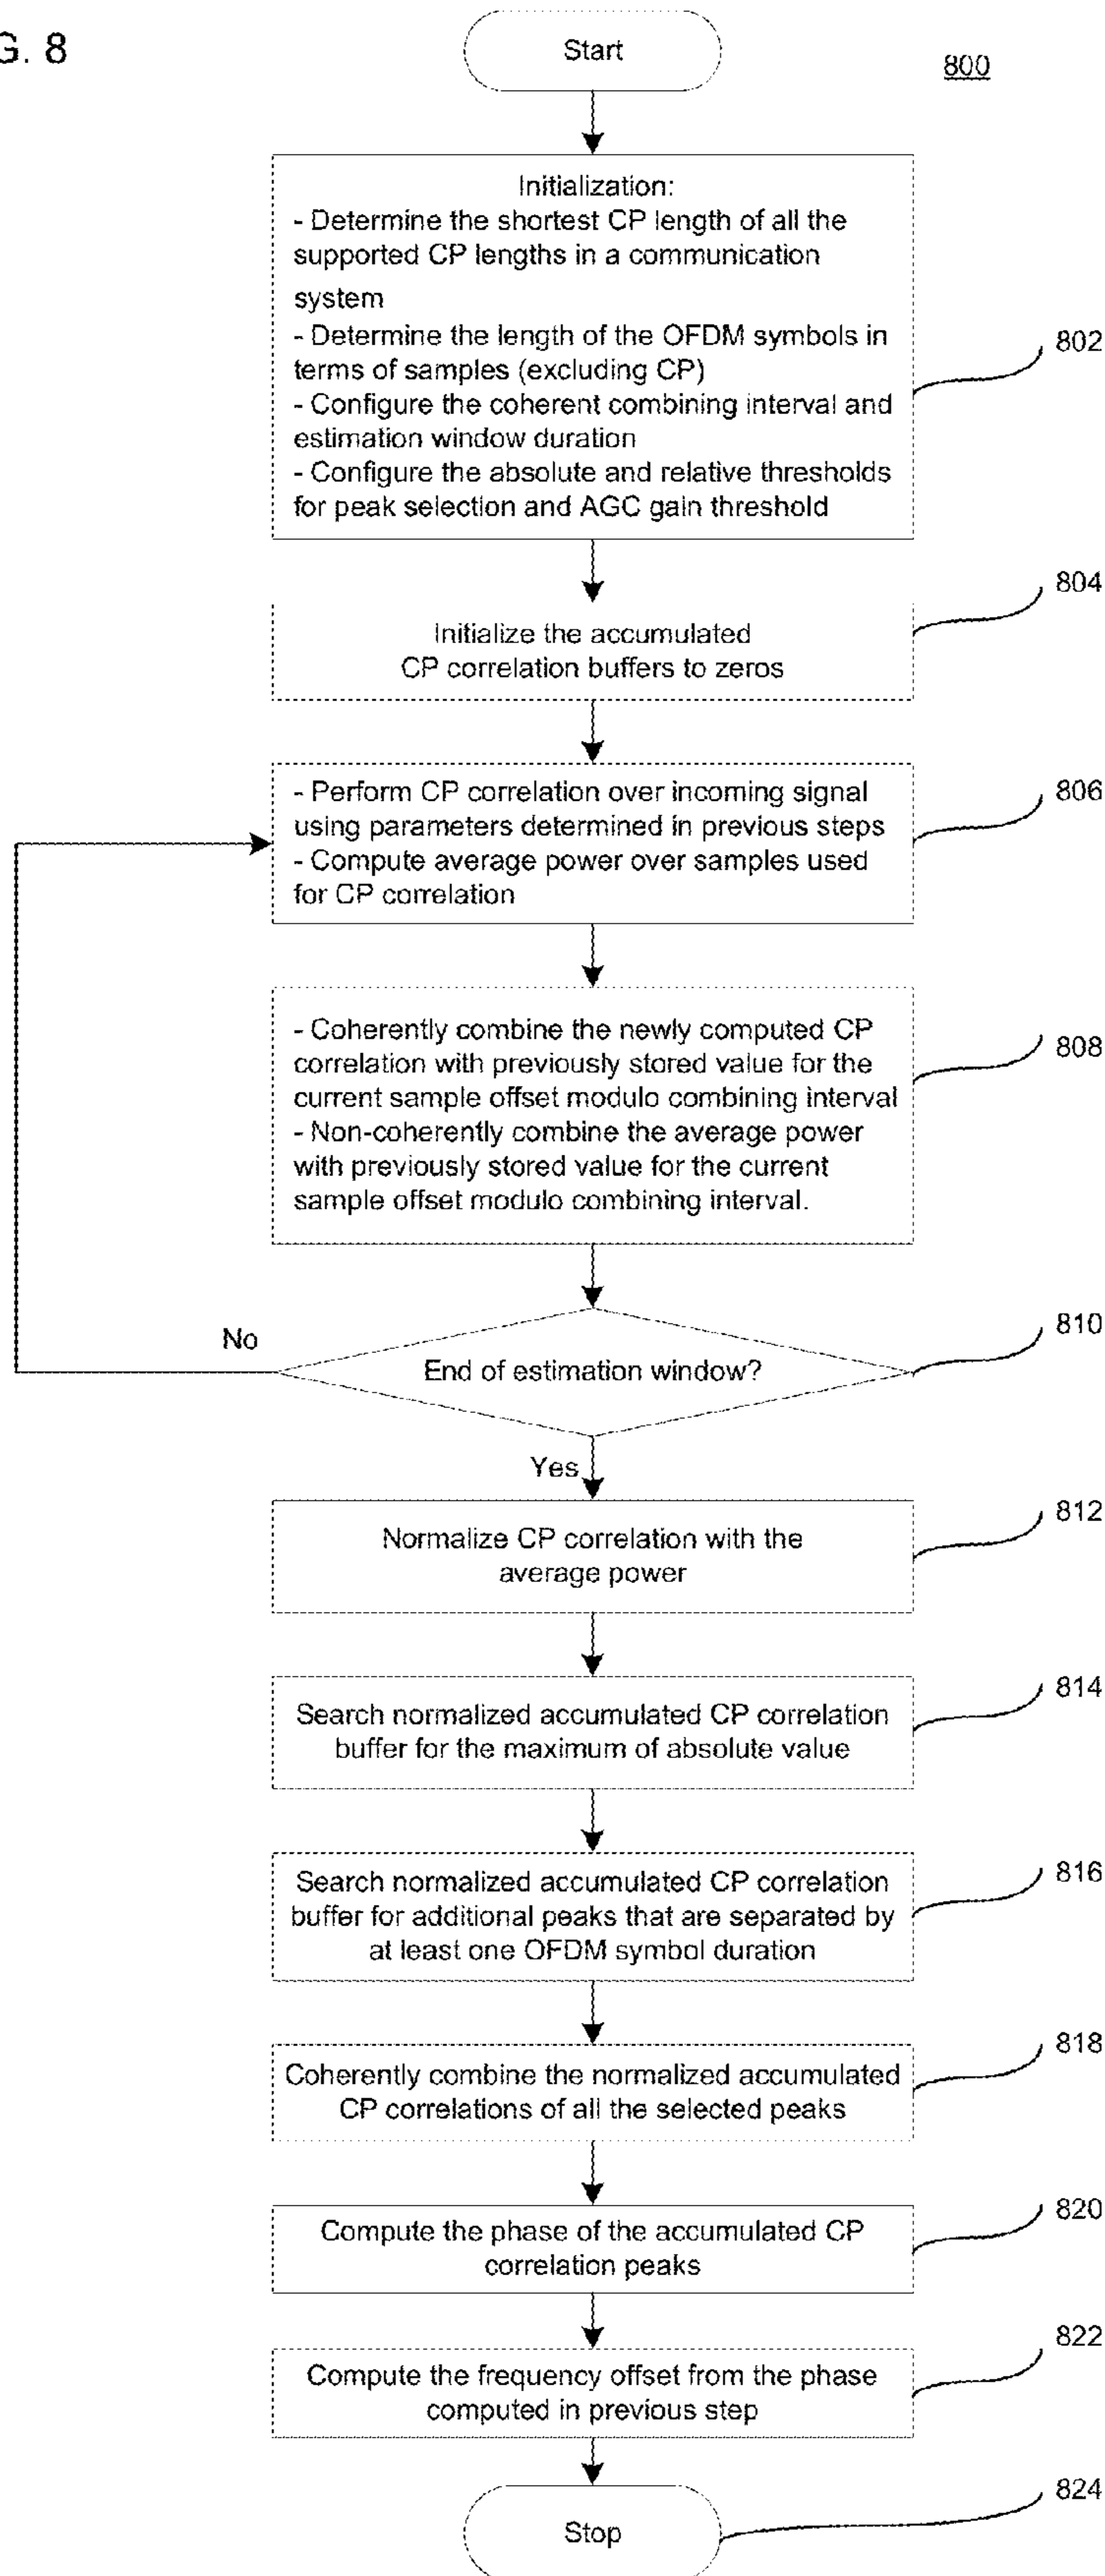 G. 8
Start
800
Initialization:
- Determine the shortest CP length of all the
supported CP lengths in a communication
system
- Determine the length of the OFDM symbols in
terms of samples (excluding CP)
- Configure the coherent combining interval and
estimation window duration
- Configure the absolute and relative thresholds
for peak selection and AGC gain threshold
802
804
Initialize the accumulated
CP correlation buffers to zeros
806
- Perform CP correlation over incoming signal
using parameters determined in previous steps
- Compute average power over samples used
for CP correlation
808
- Coherently combine the newly computed CP
correlation with previously stored value for the
current sample offset modulo combining interval
- Non-coherently combine the average power
with previously stored value for the current
sample offset modulo combining interval.
810
No
End of estimation window?
Yes
812
Normalize CP correlation with the
average power
814
Search normalized accumulated CP correlation
buffer for the maximum of absolute value
816
Search normalized accumulated CP correlation
buffer for additional peaks that are separated by
at least one OFDM symbol duration
818
Coherently combine the normalized accumulated
CP correlations of all the selected peaks
820
Compute the phase of the accumulated CP
correlation peaks
822
Compute the frequency offset from the phase
computed in previous step
824
Stop